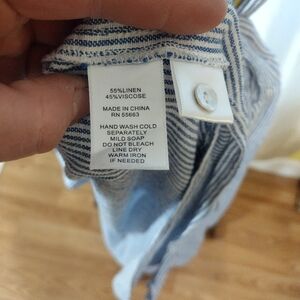 55%LINEN
45%VISCOSE
MADE IN CHINA
RN 55663
HAND WASH COLD
SEPARATELY
MILD SOAP
DO NOT BLEACH
LINE DRY
WARM IRON
IF NEEDED